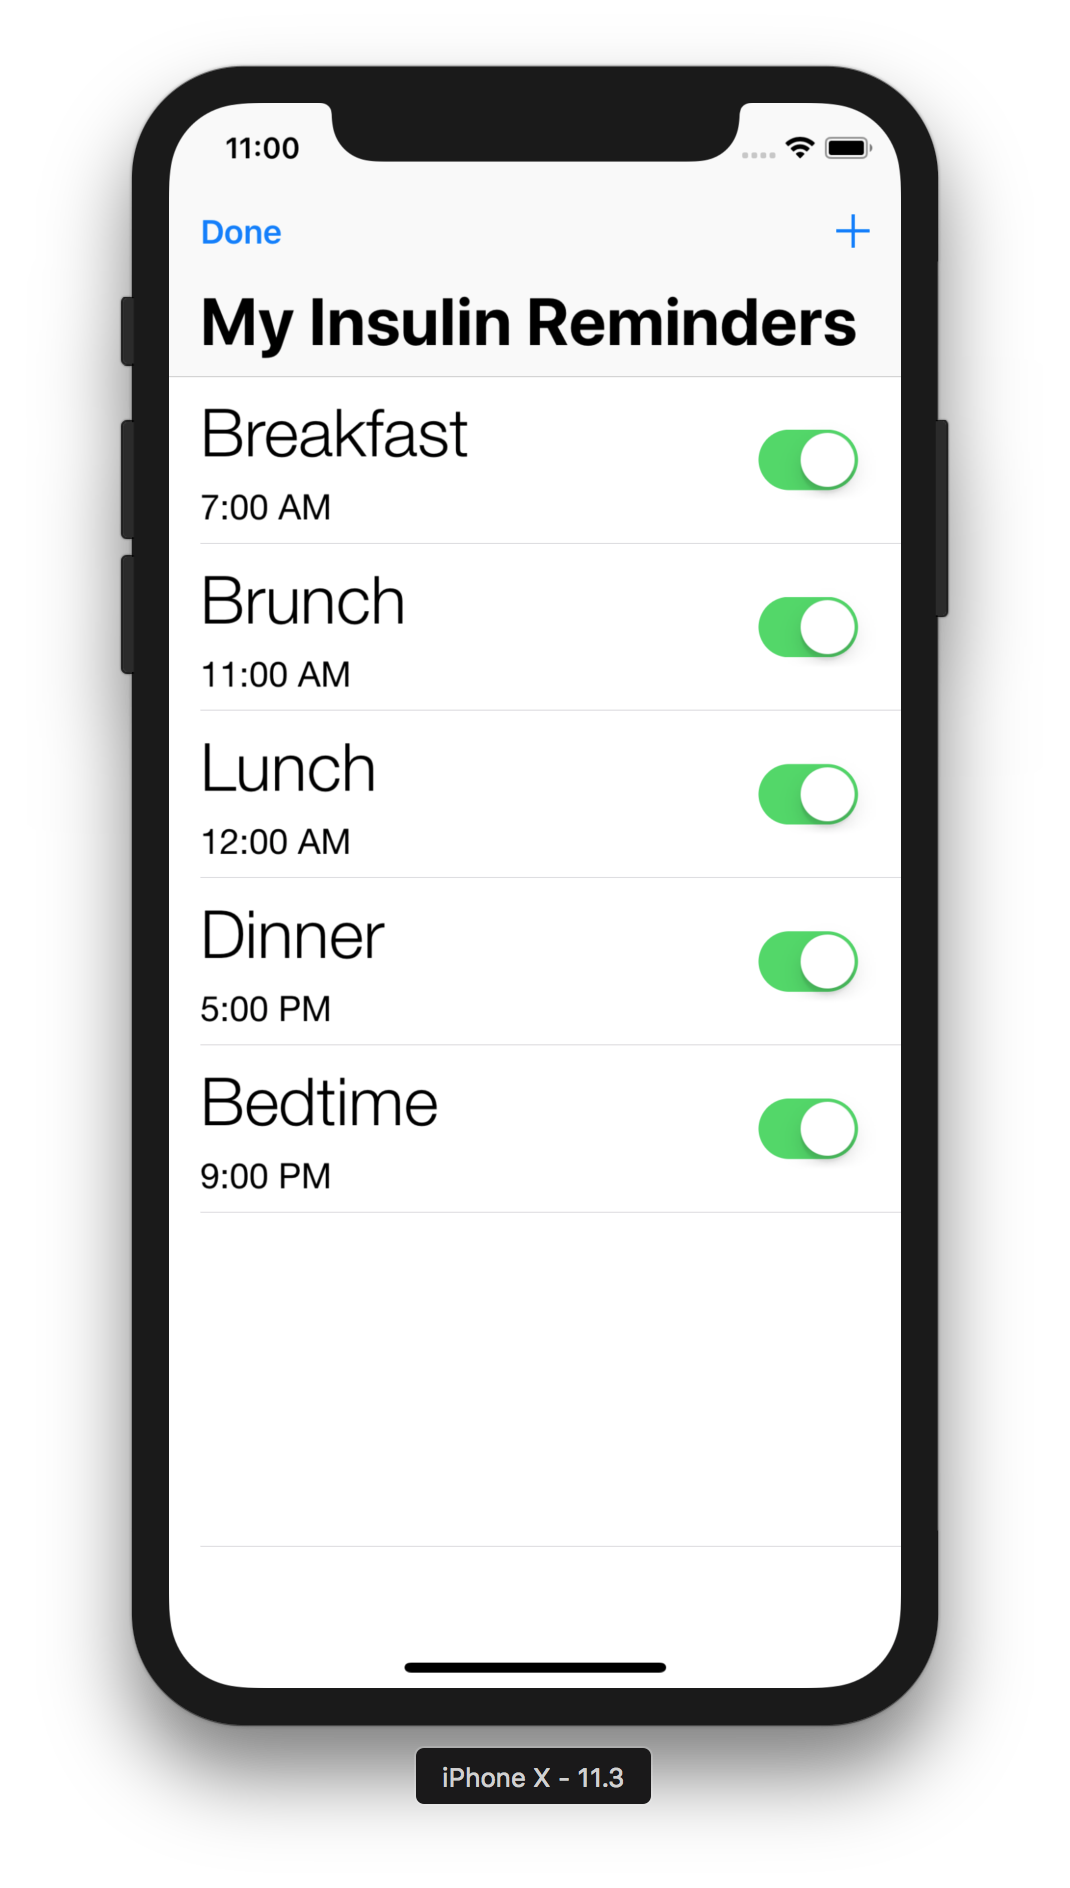 11:00
Done
My Insulin Reminders
Breakfast
7:00 AM
Brunch
11:00 AM
Lunch
12:00 AM
Dinner
5:00 PM
Bedtime
9:00 PM
iPhone X - 11.3